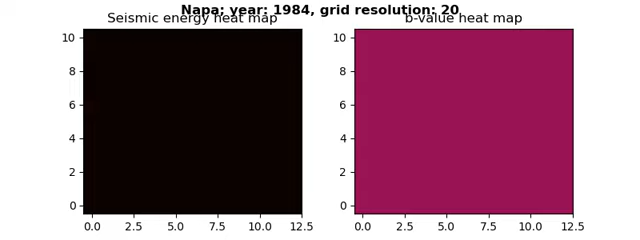 Napa; year: 1984, grid resolution: 20
Seismic energy heat map
b-value heat map
10
8
6
4
2
0
0.0 2.5 5.0 7.5 10.0 12.5
10
8
6
4
2
0
0.0 2.5 5.0 7.5 10.0 12.5